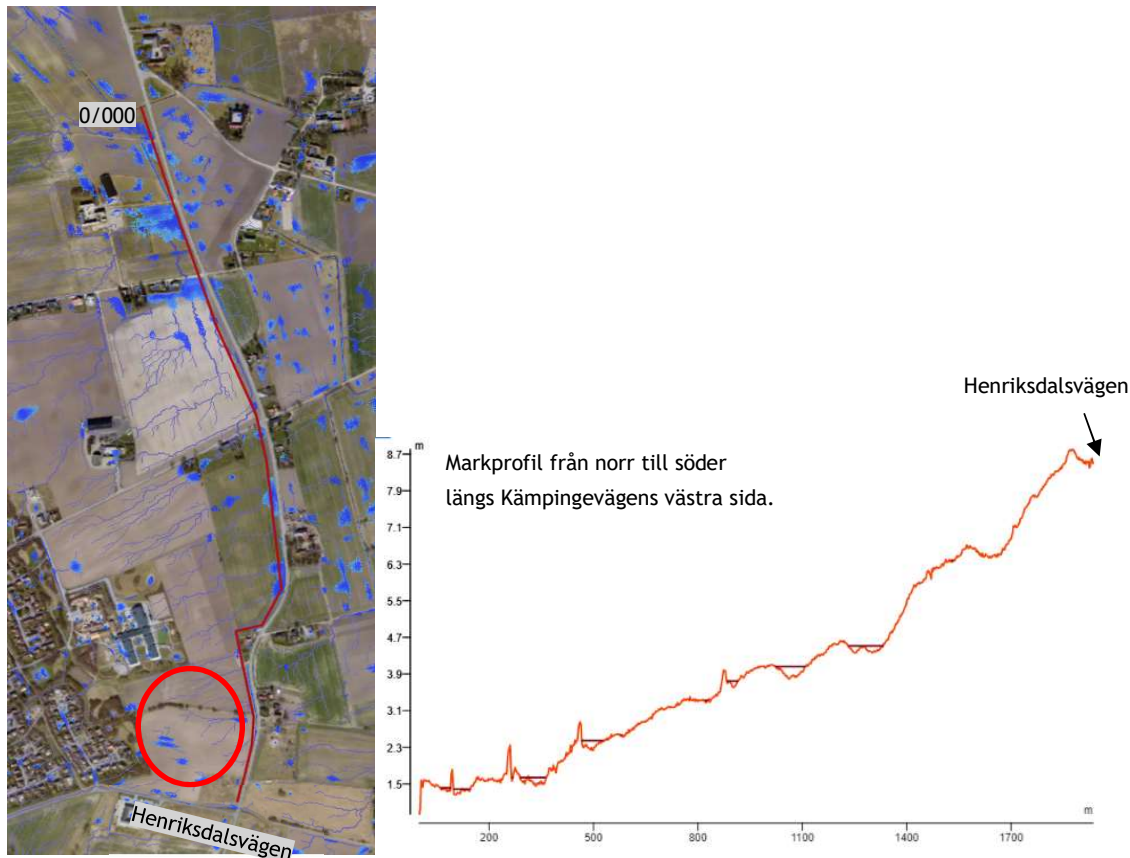 0/000
Henriksdalsvägen
Henriksdalsvägen
Markprofil från norr till söder
längs Kämpingevägens västra sida.
m
8.7
7.9
7.1
6.3
5.5
4.7
3.9
3.1
2.3
1.5
m
200
500
800
1100
1400
1700